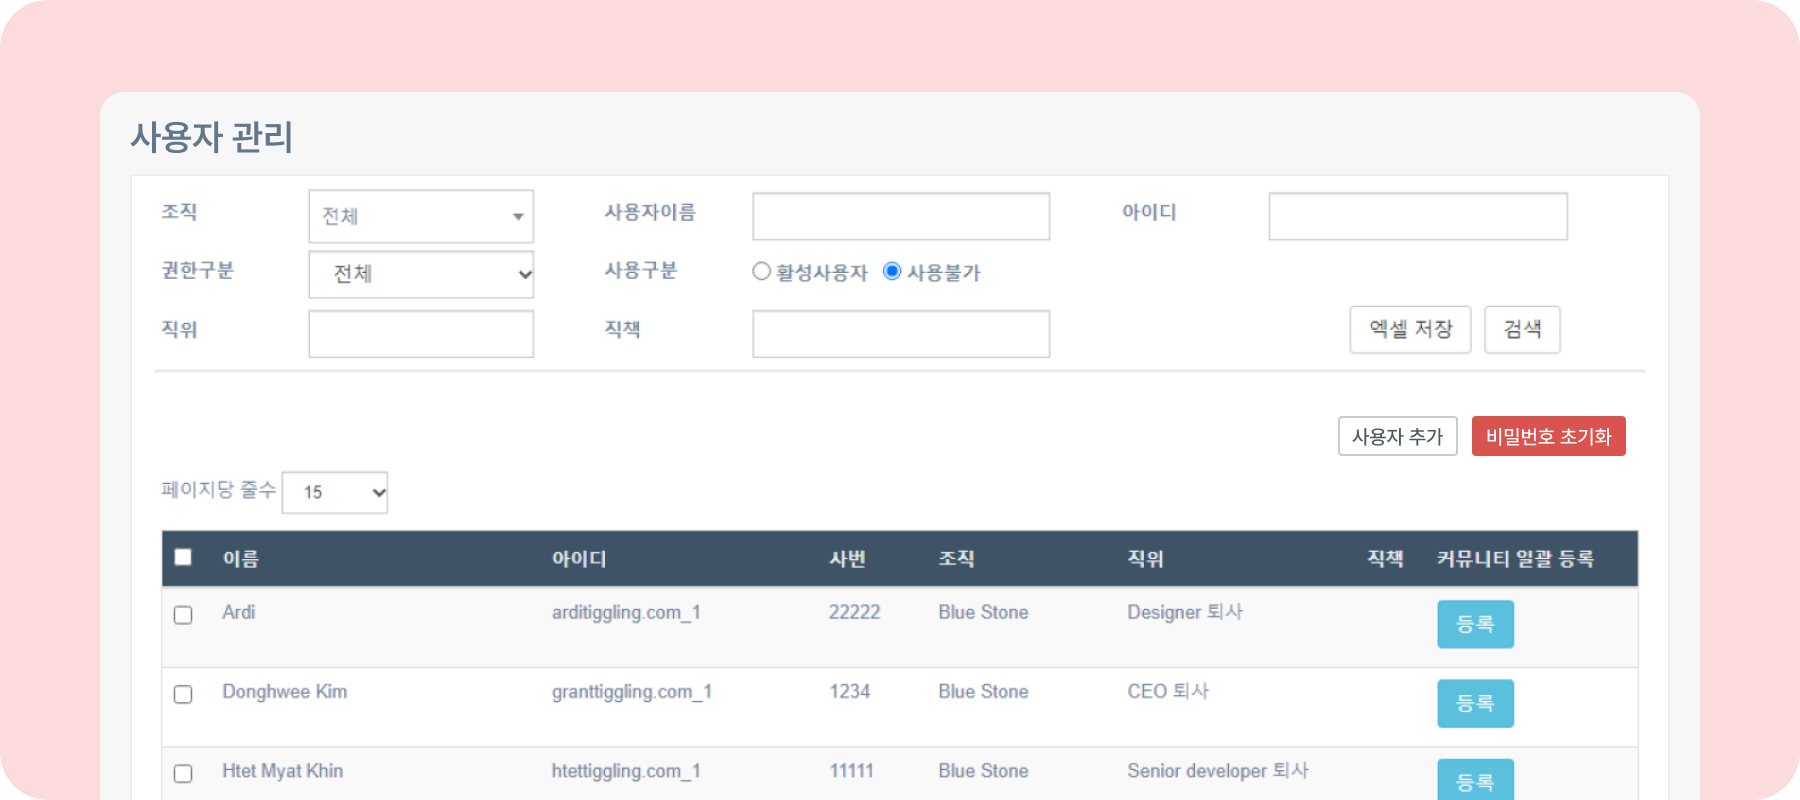 사용자 관리
조직 전체 사용자이름 아이디
권한구분 전체 사용구분 활성사용자 사용불가
직위 직책 엑셀 저장 검색
사용자 추가 비밀번호 초기화
페이지당 줄수 15
이름 아이디 사번 조직 직위 직책 커뮤니티 일괄 등록
Ardi arditiggling.com_1 22222 Blue Stone Designer 퇴사 등록
Donghwee Kim granttiggling.com_1 1234 Blue Stone CEO 퇴사 등록
Htet Myat Khin htettiggling.com_1 11111 Blue Stone Senior developer 퇴사 등록